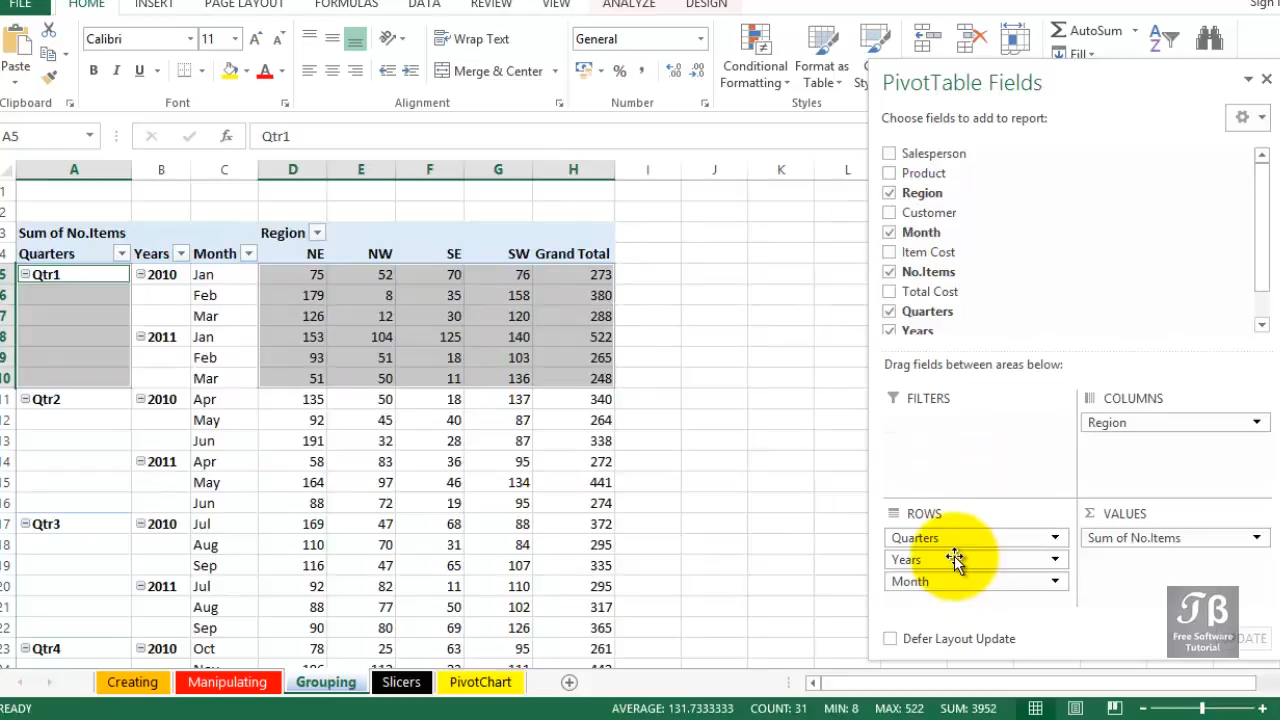 FILE HOME INSERT PAGE LAYOUT FORMULAS DATA REVIEW VIEW ANALYZE DESIGN Sign
Calibri 11 Wrap Text General AutoSum
Paste B I U Merge & Center % , Conditional Formatting Format as Table Fill
Clipboard Font Alignment Number Styles
A5 fx Qtr1
A B C D E F G H I J K L
1
2
3 Sum of No.Items Region
4 Quarters Years Month NE NW SE SW Grand Total
5 Qtr1 2010 Jan 75 52 70 76 273
6 Feb 179 8 35 158 380
7 Mar 126 12 30 120 288
8 2011 Jan 153 104 125 140 522
9 Feb 93 51 18 103 265
10 Mar 51 50 11 136 248
11 Qtr2 2010 Apr 135 50 18 137 340
12 May 92 45 40 87 264
13 Jun 191 32 28 87 338
14 2011 Apr 58 83 36 95 272
15 May 164 97 46 134 441
16 Jun 88 72 19 95 274
17 Qtr3 2010 Jul 169 47 68 88 372
18 Aug 110 70 31 84 295
19 Sep 116 47 65 107 335
20 2011 Jul 92 82 11 110 295
21 Aug 88 77 50 102 317
22 Sep 90 80 69 126 365
23 Qtr4 2010 Oct 78 25 63 95 261
PivotTable Fields
Choose fields to add to report:
Salesperson
Product
Region
Customer
Month
Item Cost
No.Items
Total Cost
Quarters
Years
Drag fields between areas below:
FILTERS COLUMNS
Region
ROWS VALUES
Quarters Sum of No.Items
Years
Month
Defer Layout Update
TB
Free Software
Tutorial
Creating Manipulating Grouping Slicers PivotChart
READY AVERAGE: 131.7333333 COUNT: 31 MIN: 8 MAX: 522 SUM: 3952